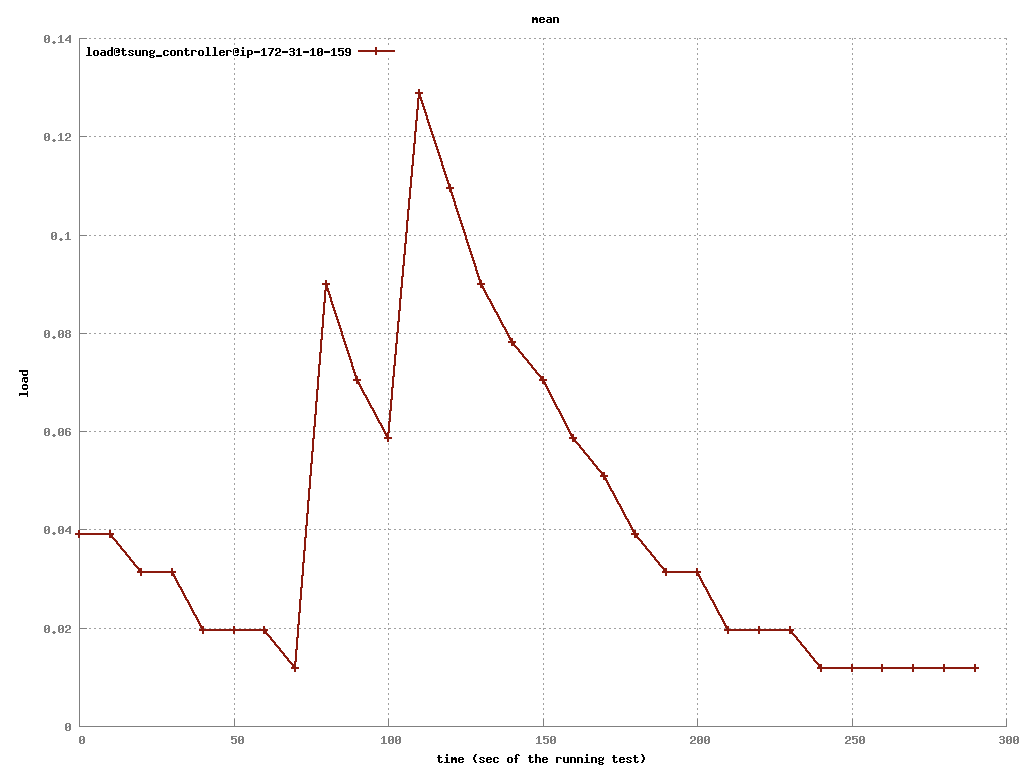 mean
load@tsung_controller@ip-172-31-10-159
0.14
0.12
0.1
0.08
0.06
0.04
0.02
0
load
0 50 100 150 200 250 300
time (sec of the running test)